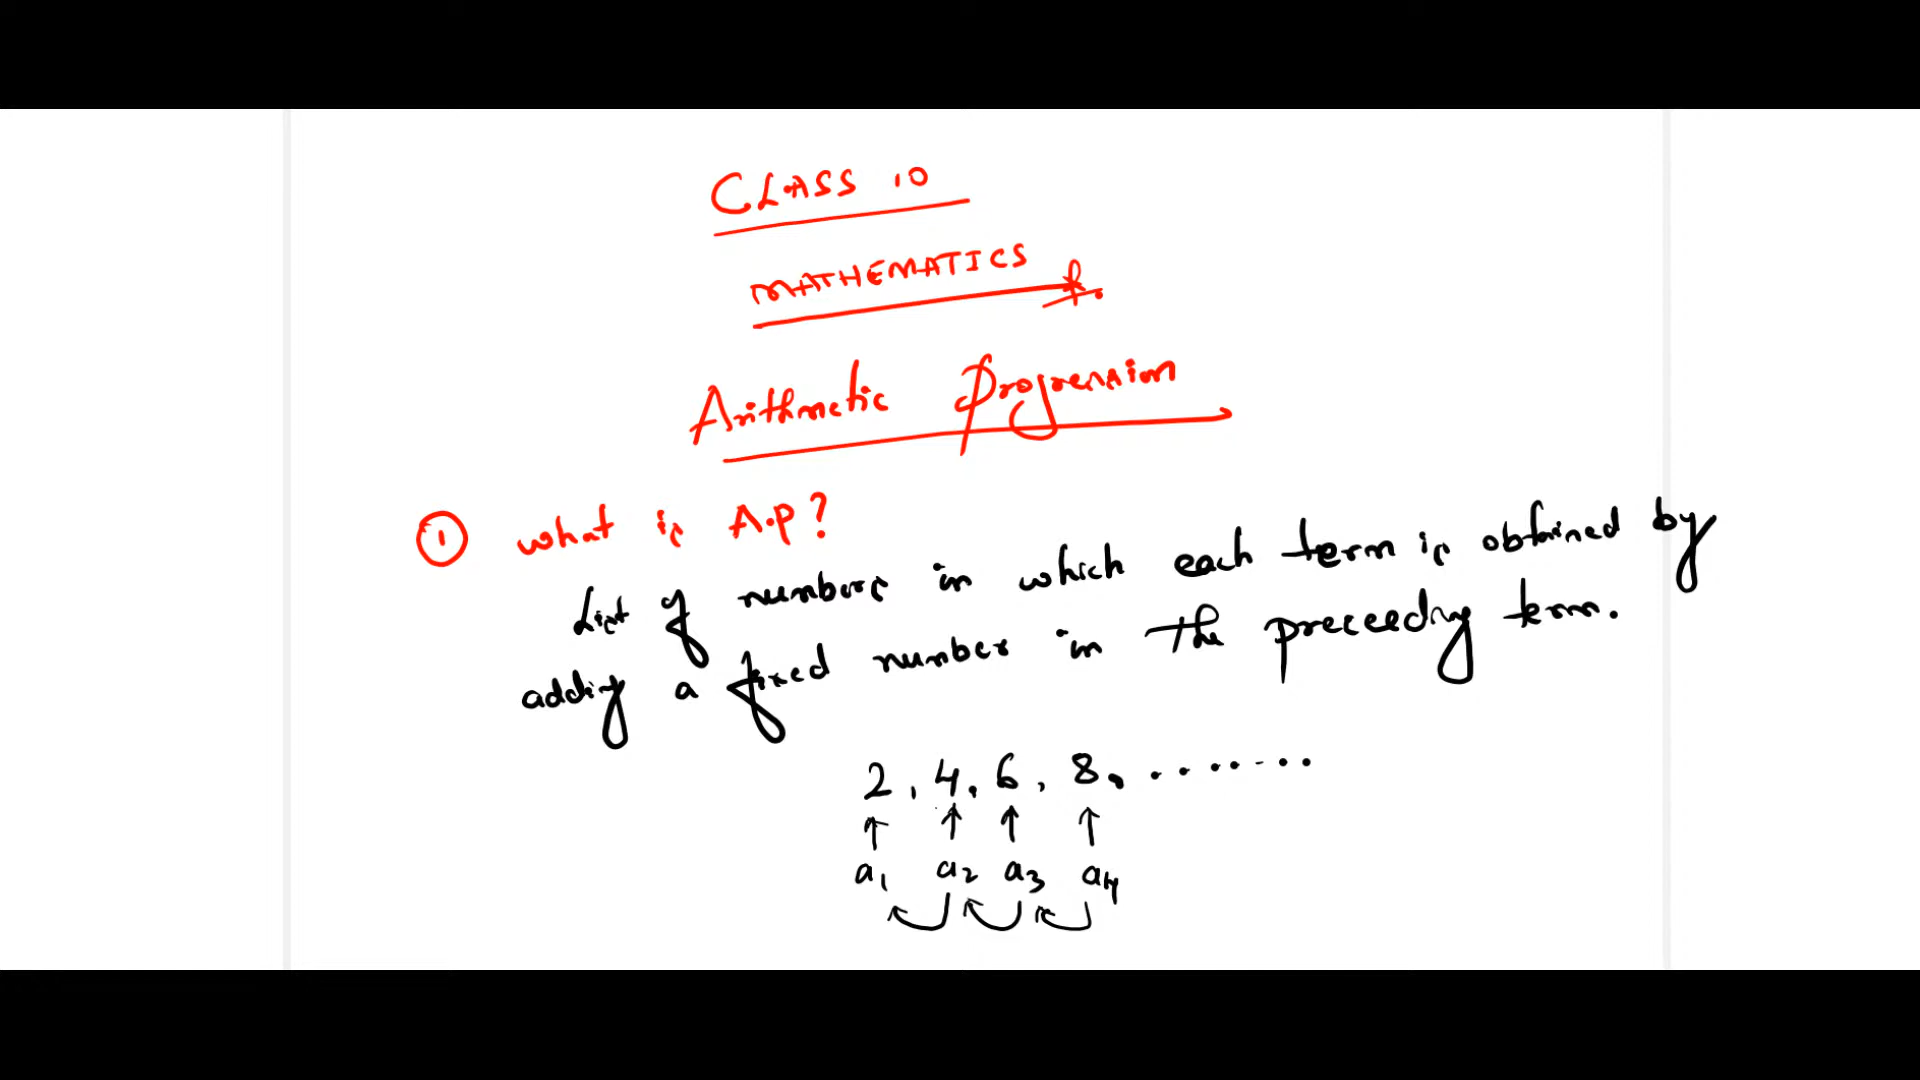 CLASS 10
MATHEMATICS
Arithmetic Progression
1 what is A.P?
List of numbers in which each term is obtained by
adding a fixed number in the preceeding term.
2, 4, 6, 8, .......
a1 a2 a3 a4